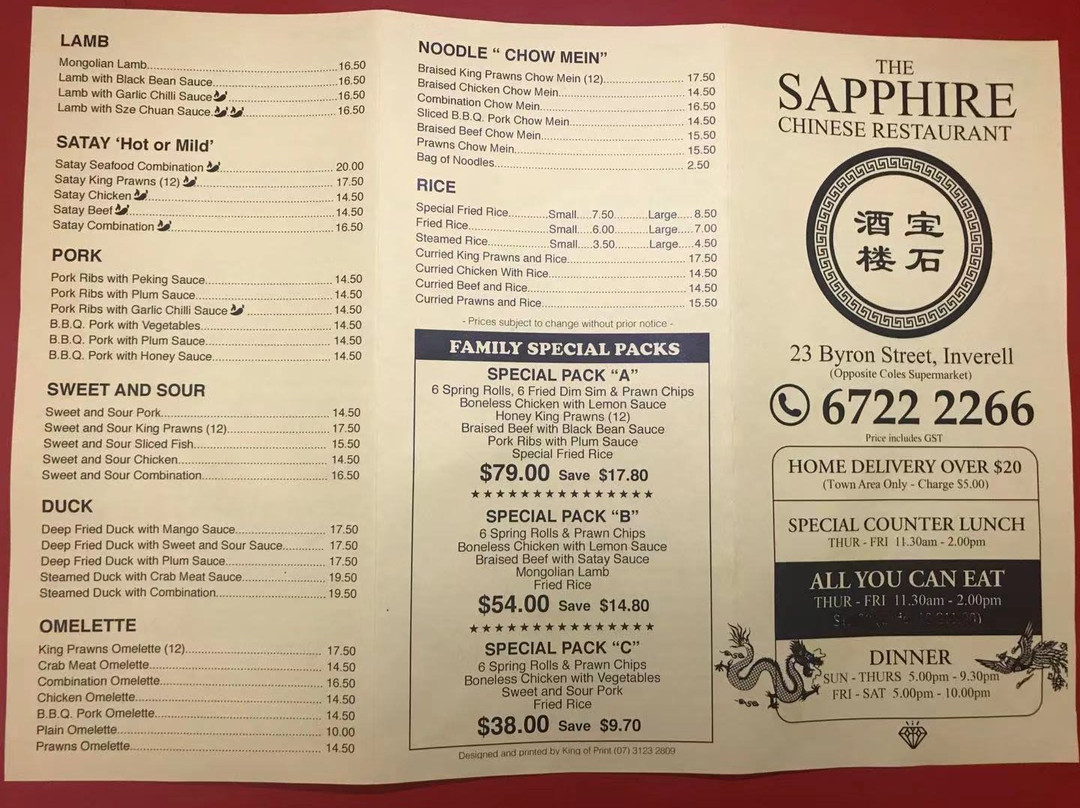 LAMB
Mongolian Lamb 16.50
Lamb with Black Bean Sauce 16.50
Lamb with Garlic Chilli Sauce 16.50
Lamb with Sze Chuan Sauce 16.50
SATAY 'Hot or Mild'
Satay Seafood Combination 20.00
Satay King Prawns (12) 17.50
Satay Chicken 14.50
Satay Beef 14.50
Satay Combination 16.50
PORK
Pork Ribs with Peking Sauce 14.50
Pork Ribs with Plum Sauce 14.50
Pork Ribs with Garlic Chilli Sauce 14.50
B.B.Q. Pork with Vegetables 14.50
B.B.Q. Pork with Plum Sauce 14.50
B.B.Q. Pork with Honey Sauce 14.50
SWEET AND SOUR
Sweet and Sour Pork 14.50
Sweet and Sour King Prawns (12) 17.50
Sweet and Sour Sliced Fish 15.50
Sweet and Sour Chicken 14.50
Sweet and Sour Combination 16.50
DUCK
Deep Fried Duck with Mango Sauce 17.50
Deep Fried Duck with Sweet and Sour Sauce 17.50
Deep Fried Duck with Plum Sauce 17.50
Steamed Duck with Crab Meat Sauce 19.50
Steamed Duck with Combination 19.50
OMELETTE
King Prawns Omelette (12) 17.50
Crab Meat Omelette 14.50
Combination Omelette 16.50
Chicken Omelette 14.50
B.B.Q. Pork Omelette 14.50
Plain Omelette 10.00
Prawns Omelette 14.50
NOODLE “ CHOW MEIN”
Braised King Prawns Chow Mein (12) 17.50
Braised Chicken Chow Mein 14.50
Combination Chow Mein 16.50
Sliced B.B.Q. Pork Chow Mein 14.50
Braised Beef Chow Mein 15.50
Prawns Chow Mein 15.50
Bag of Noodles 2.50
RICE
Special Fried Rice Small 7.50 Large 8.50
Fried Rice Small 6.00 Large 7.00
Steamed Rice Small 3.50 Large 4.50
Curried King Prawns and Rice 17.50
Curried Chicken With Rice 14.50
Curried Beef and Rice 14.50
Curried Prawns and Rice 15.50
- Prices subject to change without prior notice -
FAMILY SPECIAL PACKS
SPECIAL PACK “A”
6 Spring Rolls, 6 Fried Dim Sim & Prawn Chips
Boneless Chicken with Lemon Sauce
Honey King Prawns (12)
Braised Beef with Black Bean Sauce
Pork Ribs with Plum Sauce
Special Fried Rice
$79.00 Save $17.80
SPECIAL PACK “B”
6 Spring Rolls & Prawn Chips
Boneless Chicken with Lemon Sauce
Braised Beef with Satay Sauce
Mongolian Lamb
Fried Rice
$54.00 Save $14.80
SPECIAL PACK “C”
6 Spring Rolls & Prawn Chips
Boneless Chicken with Vegetables
Sweet and Sour Pork
Fried Rice
$38.00 Save $9.70
Designed and printed by King of Print (07) 3123 2809
THE
SAPPHIRE
CHINESE RESTAURANT
宝石
酒楼
23 Byron Street, Inverell
(Opposite Coles Supermarket)
6722 2266
Price includes GST
HOME DELIVERY OVER $20
(Town Area Only - Charge $5.00)
SPECIAL COUNTER LUNCH
THUR - FRI 11.30am - 2.00pm
ALL YOU CAN EAT
THUR - FRI 11.30am - 2.00pm
DINNER
SUN - THURS 5.00pm - 9.30pm
FRI - SAT 5.00pm - 10.00pm